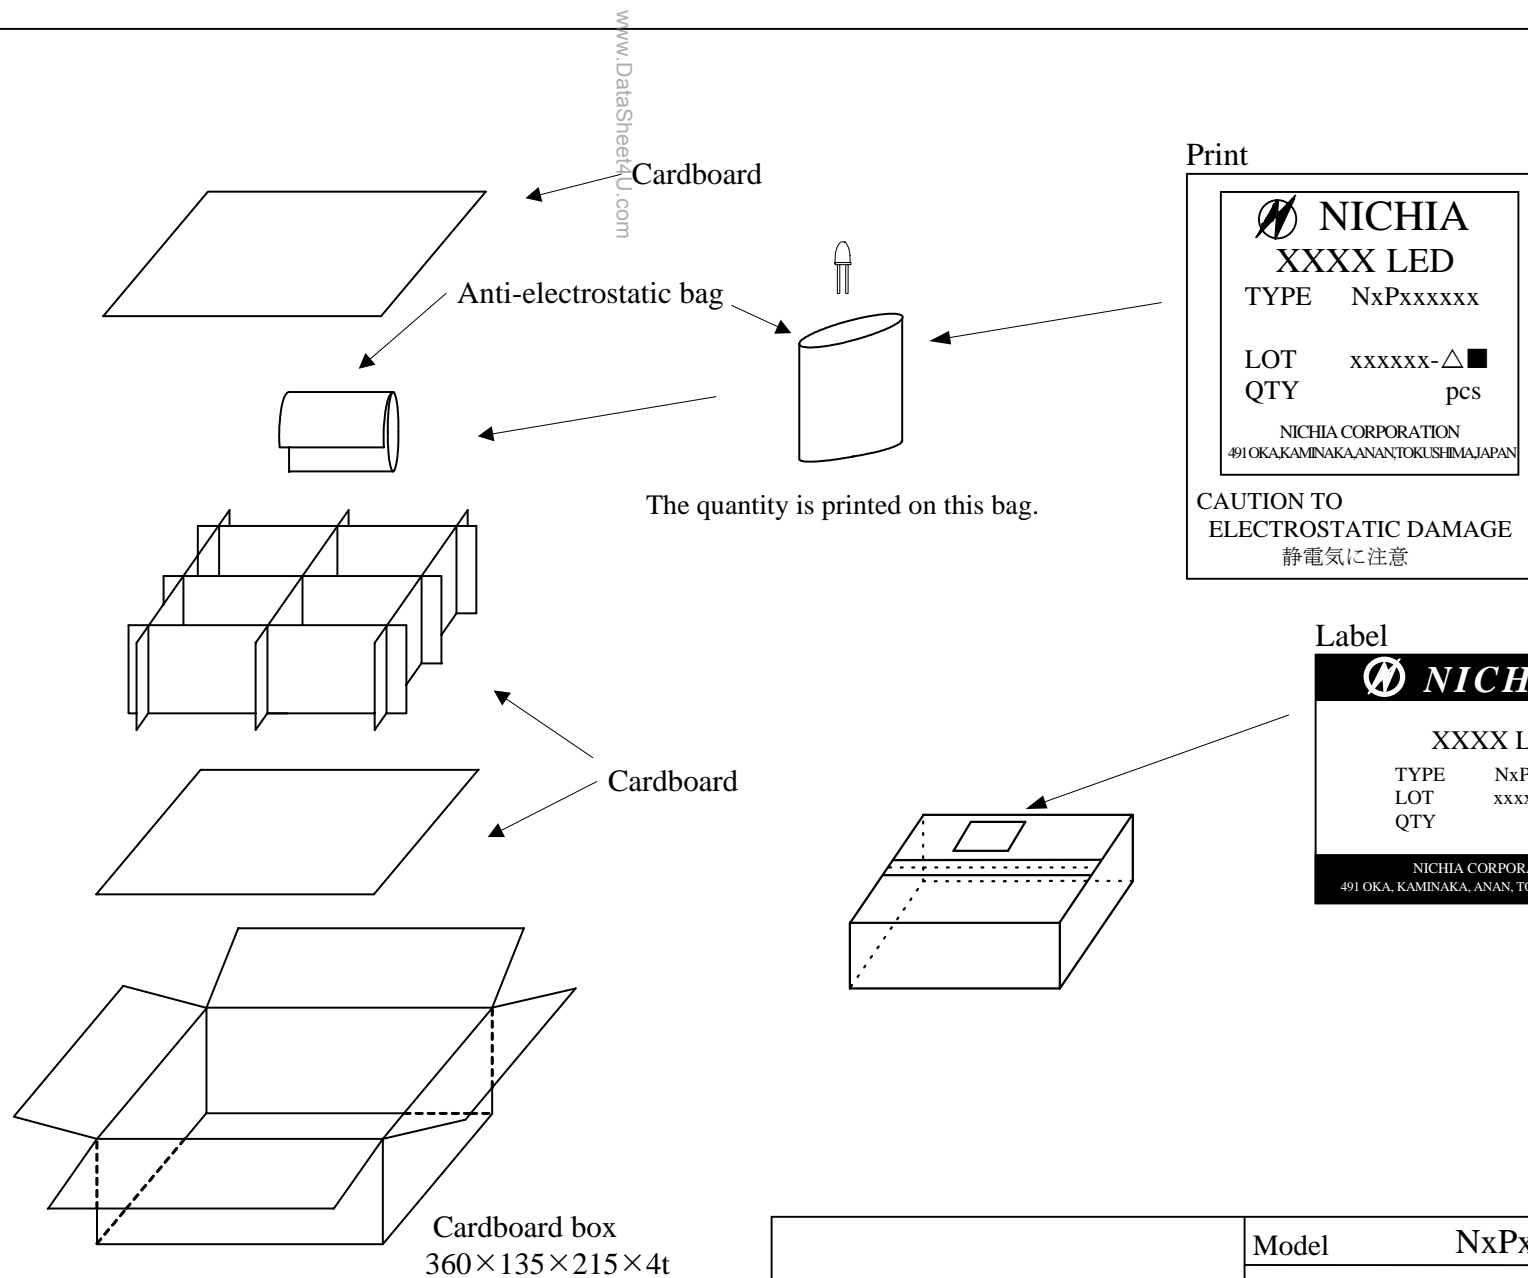 www.DataSheet4U.com
Cardboard
Anti-electrostatic bag
The quantity is printed on this bag.
Cardboard
Cardboard box
360×135×215×4t
Print
NICHIA
XXXX LED
TYPE NxPxxxxxx
LOT xxxxxx-△■
QTY pcs
NICHIA CORPORATION
491 OKA,KAMINAKA,ANAN,TOKUSHIMA,JAPAN
CAUTION TO
ELECTROSTATIC DAMAGE
静電気に注意
Label
NICH
XXXX L
TYPE NxP
LOT xxx
QTY
NICHIA CORPOR
491 OKA, KAMINAKA, ANAN, TO
Model NxPx